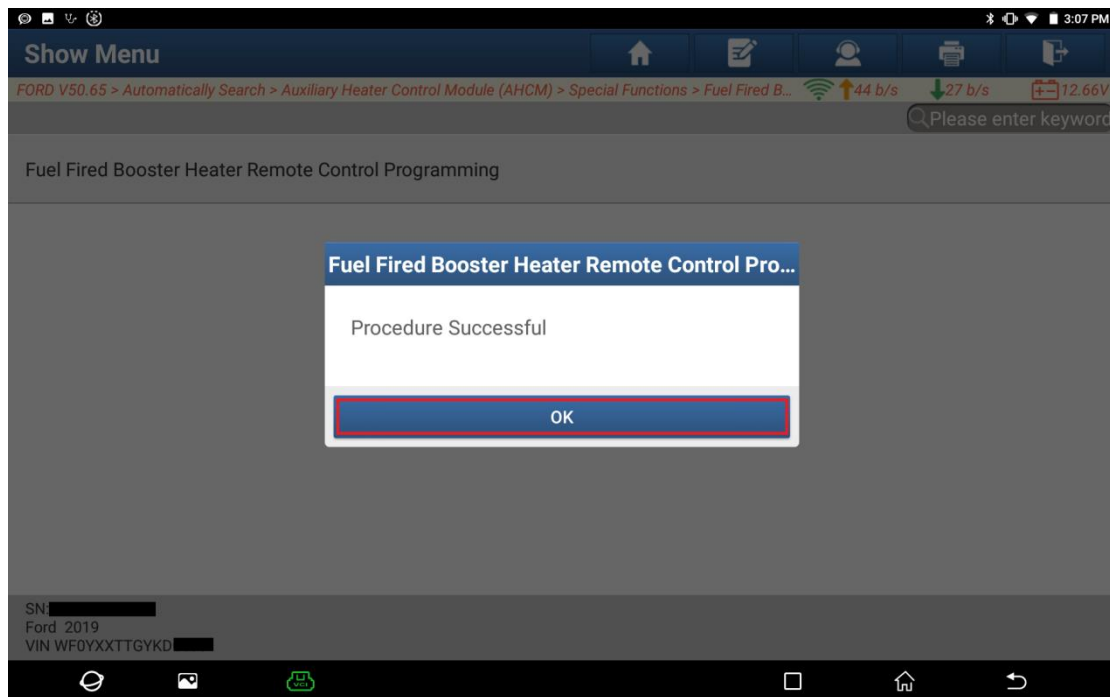 3:07 PM
Show Menu
FORD V50.65 > Automatically Search > Auxiliary Heater Control Module (AHCM) > Special Functions > Fuel Fired B... 44 b/s 27 b/s 12.66V
Please enter keyword
Fuel Fired Booster Heater Remote Control Programming
Fuel Fired Booster Heater Remote Control Pro...
Procedure Successful
OK
SN:
Ford 2019
VIN WF0YXXTTGYKD
VCI